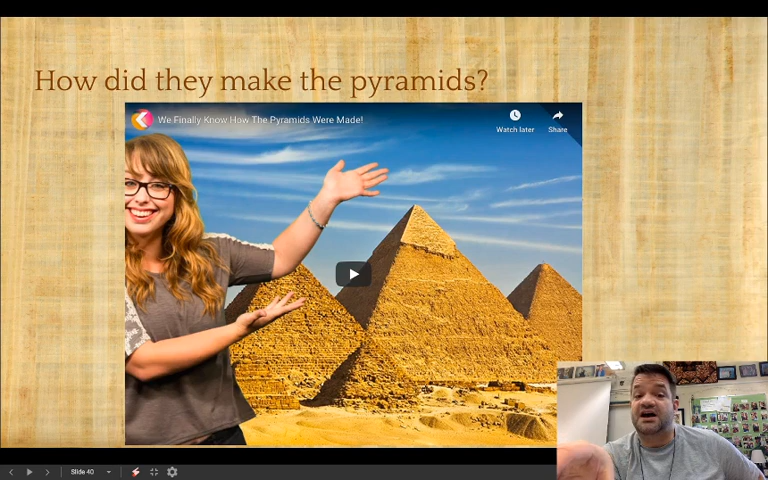 How did they make the pyramids?
We Finally Know How The Pyramids Were Made!
Watch later
Share
Slide 40